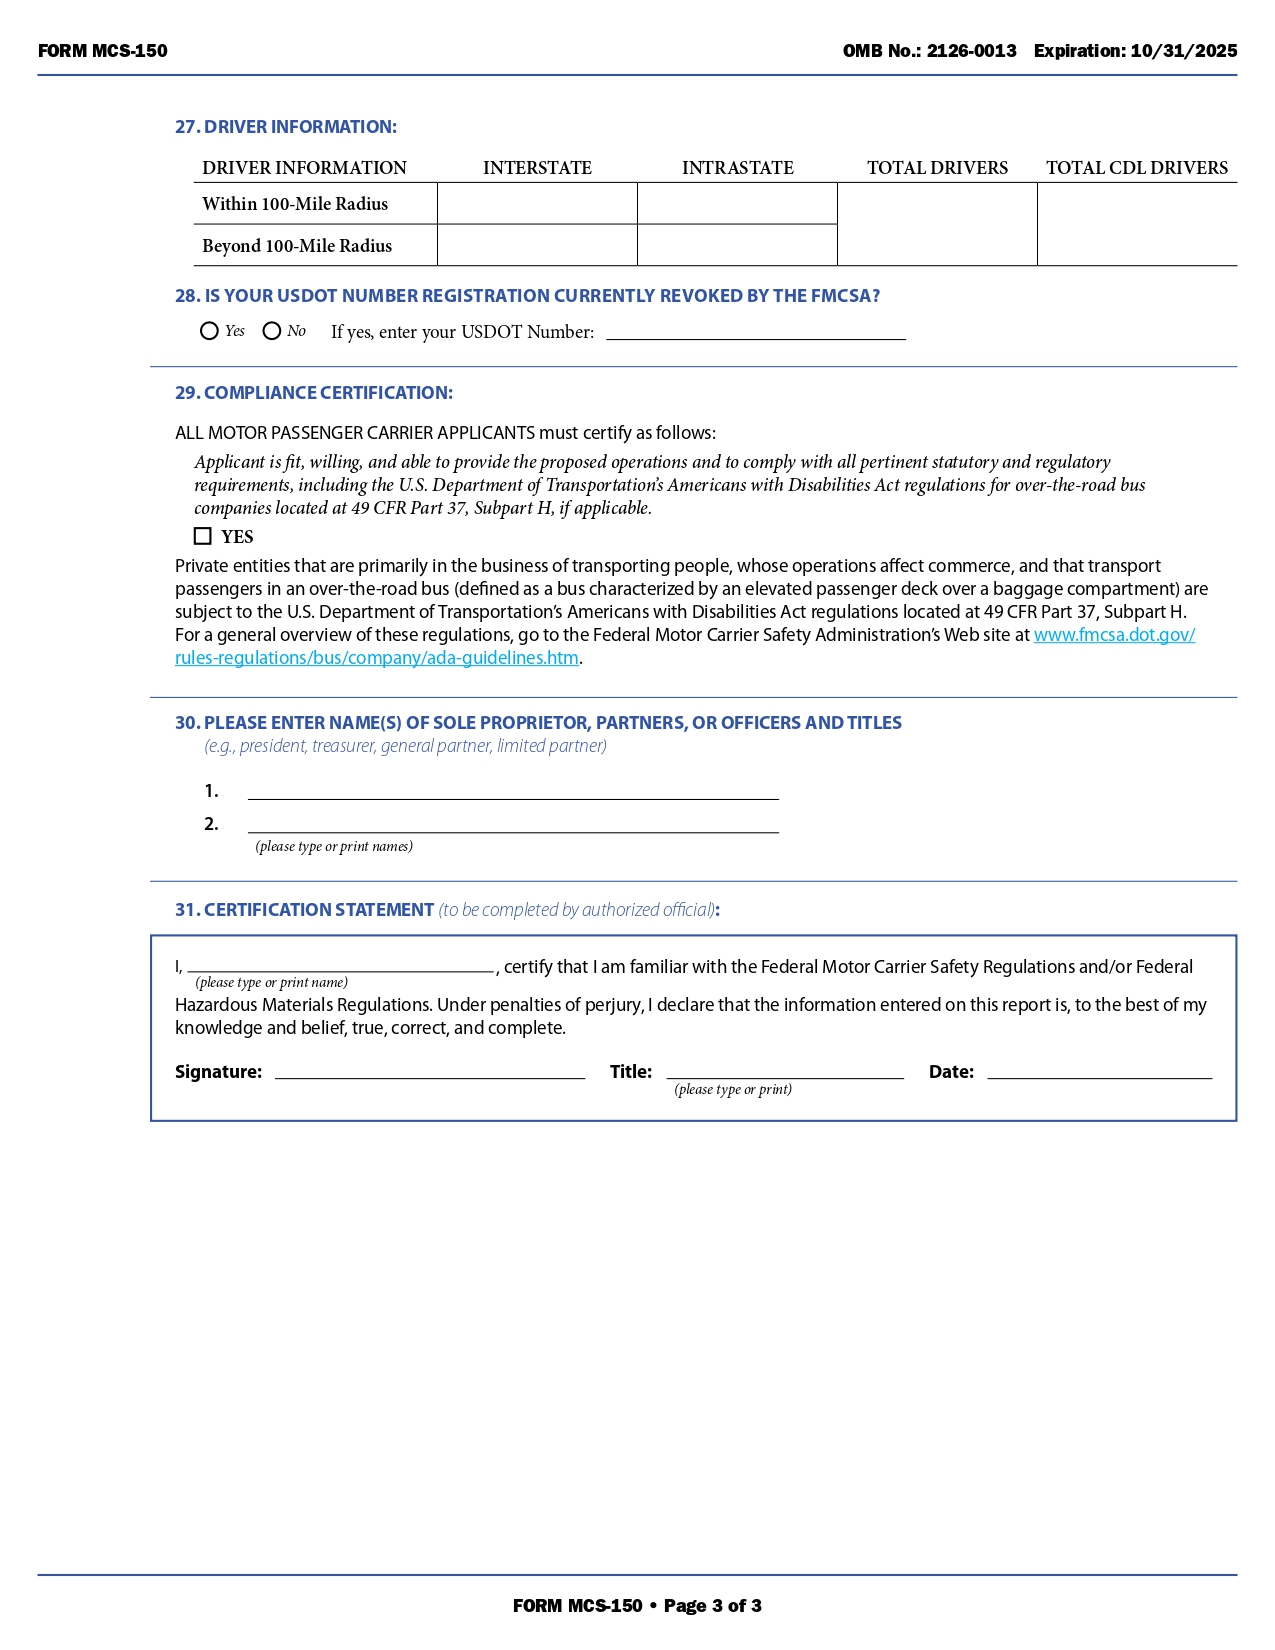 FORM MCS-150 OMB No.: 2126-0013 Expiration: 10/31/2025
27. DRIVER INFORMATION:
DRIVER INFORMATION INTERSTATE INTRASTATE TOTAL DRIVERS TOTAL CDL DRIVERS
Within 100-Mile Radius
Beyond 100-Mile Radius
28. IS YOUR USDOT NUMBER REGISTRATION CURRENTLY REVOKED BY THE FMCSA?
Yes No If yes, enter your USDOT Number:
29. COMPLIANCE CERTIFICATION:
ALL MOTOR PASSENGER CARRIER APPLICANTS must certify as follows:
Applicant is fit, willing, and able to provide the proposed operations and to comply with all pertinent statutory and regulatory
requirements, including the U.S. Department of Transportation’s Americans with Disabilities Act regulations for over-the-road bus
companies located at 49 CFR Part 37, Subpart H, if applicable.
YES
Private entities that are primarily in the business of transporting people, whose operations affect commerce, and that transport
passengers in an over-the-road bus (defined as a bus characterized by an elevated passenger deck over a baggage compartment) are
subject to the U.S. Department of Transportation’s Americans with Disabilities Act regulations located at 49 CFR Part 37, Subpart H.
For a general overview of these regulations, go to the Federal Motor Carrier Safety Administration’s Web site at www.fmcsa.dot.gov/
rules-regulations/bus/company/ada-guidelines.htm.
30. PLEASE ENTER NAME(S) OF SOLE PROPRIETOR, PARTNERS, OR OFFICERS AND TITLES
(e.g., president, treasurer, general partner, limited partner)
1.
2.
(please type or print names)
31. CERTIFICATION STATEMENT (to be completed by authorized official):
I, , certify that I am familiar with the Federal Motor Carrier Safety Regulations and/or Federal
(please type or print name)
Hazardous Materials Regulations. Under penalties of perjury, I declare that the information entered on this report is, to the best of my
knowledge and belief, true, correct, and complete.
Signature: Title: Date:
(please type or print)
FORM MCS-150 • Page 3 of 3